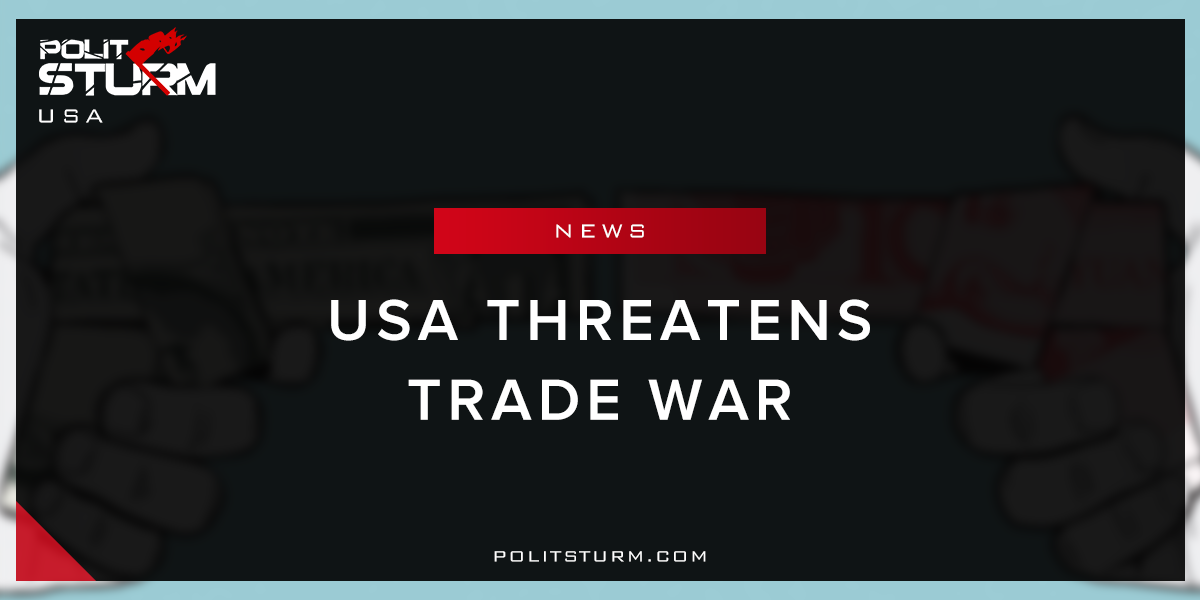 POLIT
STURM
USA
NEWS
USA THREATENS
TRADE WAR
POLITSTURM.COM